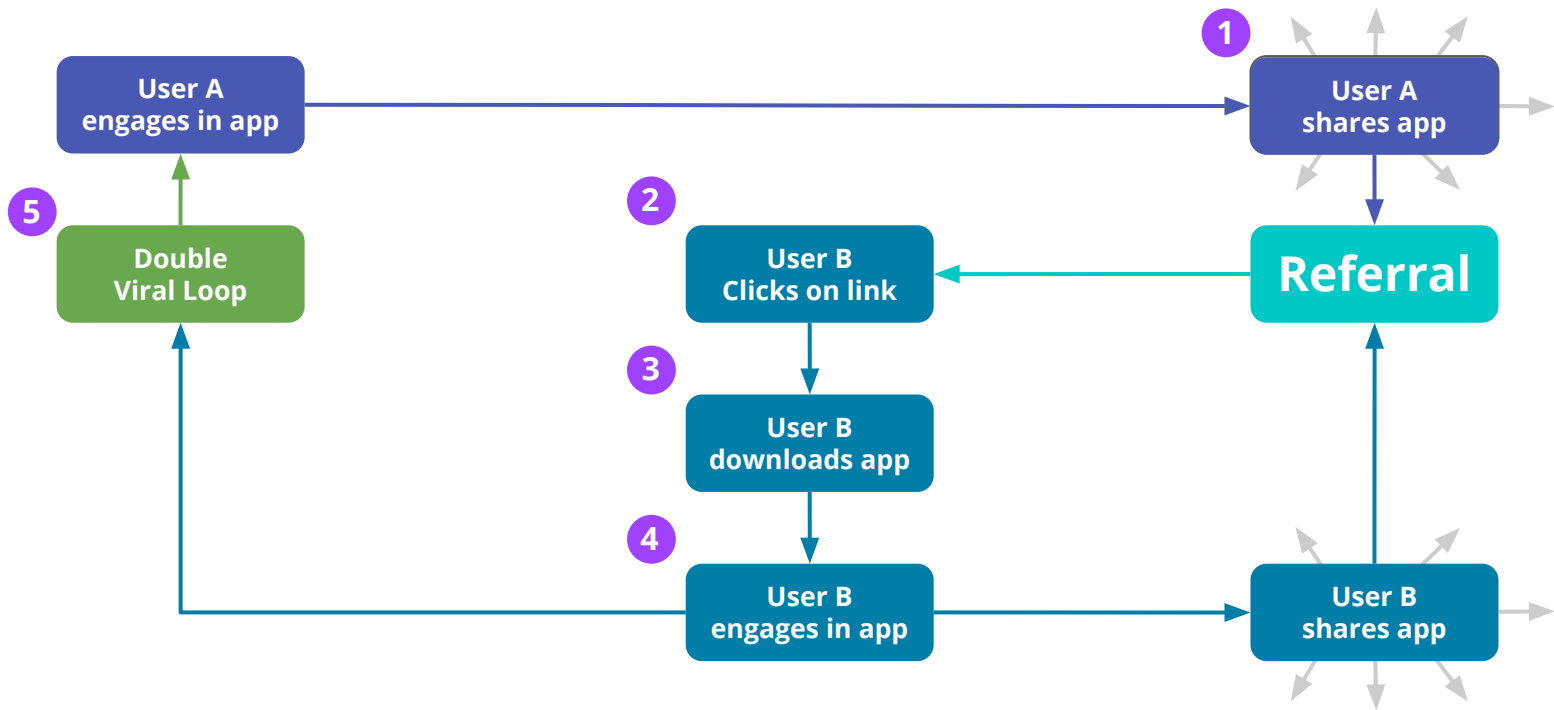 1
User A
engages in app
User A
shares app
2
5
Double
Viral Loop
User B
Clicks on link
Referral
3
User B
downloads app
4
User B
engages in app
User B
shares app